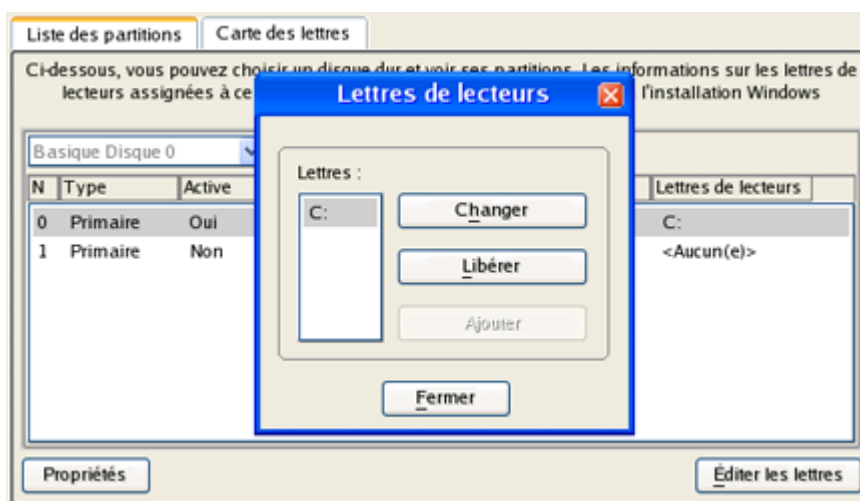 Liste des partitions Carte des lettres
Ci-dessous, vous pouvez choisir un disque dur et voir ses partitions. Les informations sur les lettres de
lecteurs assignées à ce l'installation Windows
Lettres de lecteurs
Basique Disque 0
Lettres :
N Type Active Lettres de lecteurs
C: Changer
0 Primaire Oui C:
1 Primaire Non <Aucun(e)>
Libérer
Ajouter
Fermer
Propriétés Éditer les lettres